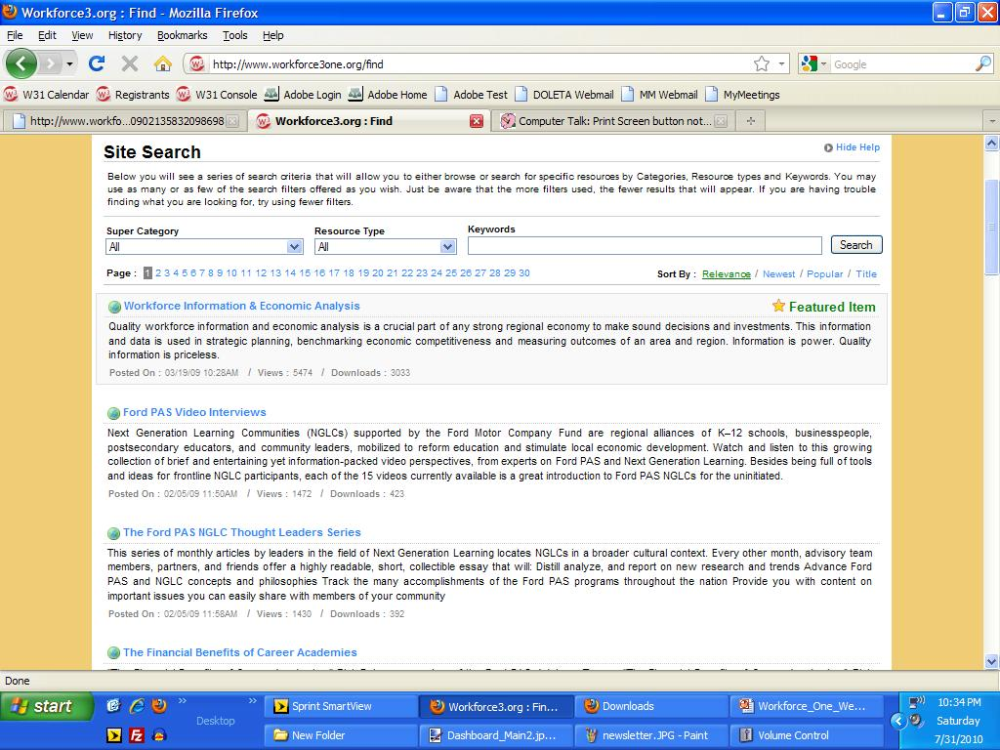 Workforce3.org : Find - Mozilla Firefox
File Edit View History Bookmarks Tools Help
http://www.workforce3one.org/find
Google
W31 Calendar Registrants W31 Console Adobe Login Adobe Home Adobe Test DOLETA Webmail MM Webmail MyMeetings
http://www.workfo...0902135832098698 Workforce3.org : Find Computer Talk: Print Screen button not...
Site Search
Hide Help
Below you will see a series of search criteria that will allow you to either browse or search for specific resources by Categories, Resource types and Keywords. You may
use as many or as few of the search filters offered as you wish. Just be aware that the more filters used, the fewer results that will appear. If you are having trouble
finding what you are looking for, try using fewer filters.
Super Category Resource Type Keywords
All All Search
Page : 1 2 3 4 5 6 7 8 9 10 11 12 13 14 15 16 17 18 19 20 21 22 23 24 25 26 27 28 29 30 Sort By : Relevance / Newest / Popular / Title
Workforce Information & Economic Analysis Featured Item
Quality workforce information and economic analysis is a crucial part of any strong regional economy to make sound decisions and investments. This information
and data is used in strategic planning, benchmarking economic competitiveness and measuring outcomes of an area and region. Information is power. Quality
information is priceless.
Posted On : 03/19/09 10:28AM / Views : 5474 / Downloads : 3033
Ford PAS Video Interviews
Next Generation Learning Communities (NGLCs) supported by the Ford Motor Company Fund are regional alliances of K–12 schools, businesspeople,
postsecondary educators, and community leaders, mobilized to reform education and stimulate local economic development. Watch and listen to this growing
collection of brief and entertaining yet information-packed video perspectives, from experts on Ford PAS and Next Generation Learning. Besides being full of tools
and ideas for frontline NGLC participants, each of the 15 videos currently available is a great introduction to Ford PAS NGLCs for the uninitiated.
Posted On : 02/05/09 11:50AM / Views : 1472 / Downloads : 423
The Ford PAS NGLC Thought Leaders Series
This series of monthly articles by leaders in the field of Next Generation Learning locates NGLCs in a broader cultural context. Every other month, advisory team
members, partners, and friends offer a highly readable, short, collectible essay that will: Distill analyze, and report on new research and trends Advance Ford
PAS and NGLC concepts and philosophies Track the many accomplishments of the Ford PAS programs throughout the nation Provide you with content on
important issues you can easily share with members of your community
Posted On : 02/05/09 11:58AM / Views : 1430 / Downloads : 392
The Financial Benefits of Career Academies
Done
start Desktop Sprint SmartView Workforce3.org : Fin... Downloads Workforce_One_We... 10:34 PM
Saturday
New Folder Dashboard_Main2.jp... newsletter.JPG - Paint Volume Control 7/31/2010